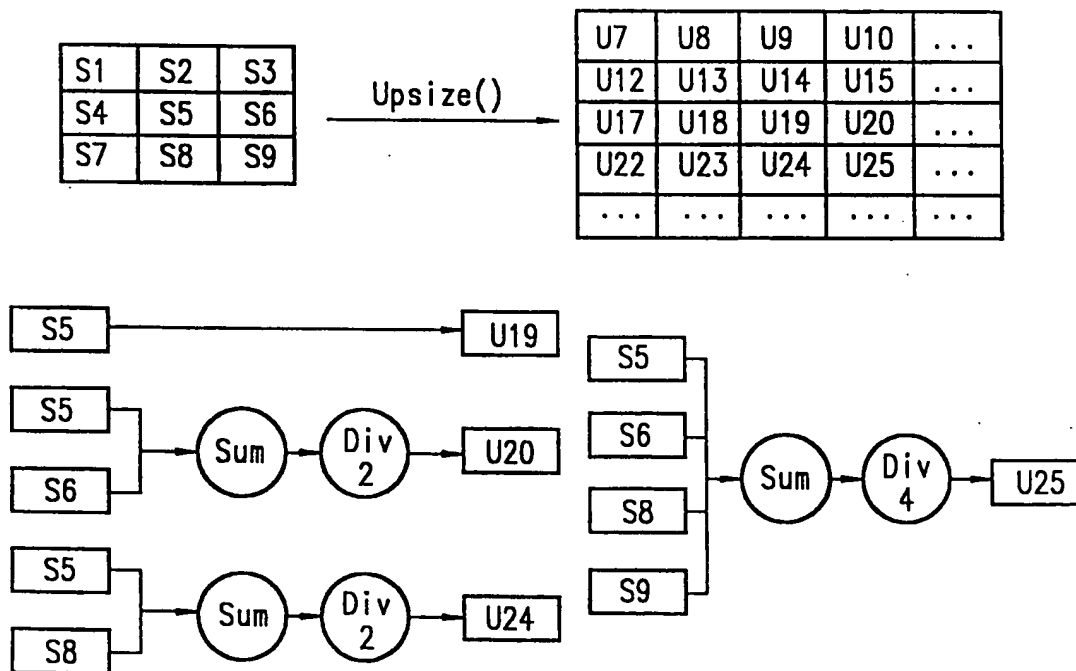 S1 S2 S3
S4 S5 S6
S7 S8 S9
Upsize()
U7 U8 U9 U10 ...
U12 U13 U14 U15 ...
U17 U18 U19 U20 ...
U22 U23 U24 U25 ...
... ... ... ... ...
S5
U19
S5
S6
Sum
Div
2
U20
S5
S8
Sum
Div
2
U24
S5
S6
S8
S9
Sum
Div
4
U25